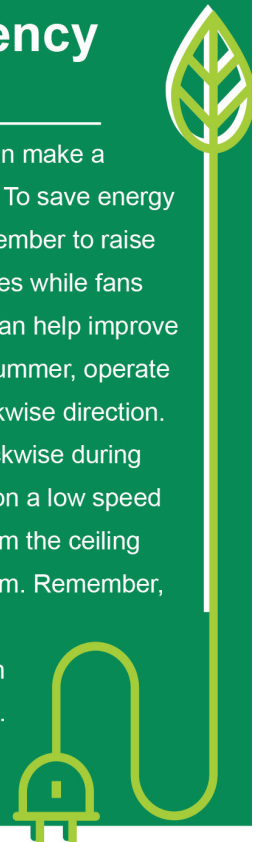 ency
n make a
To save energy
ember to raise
es while fans
an help improve
ummer, operate
kwise direction.
ckwise during
on a low speed
m the ceiling
m. Remember,
n
.